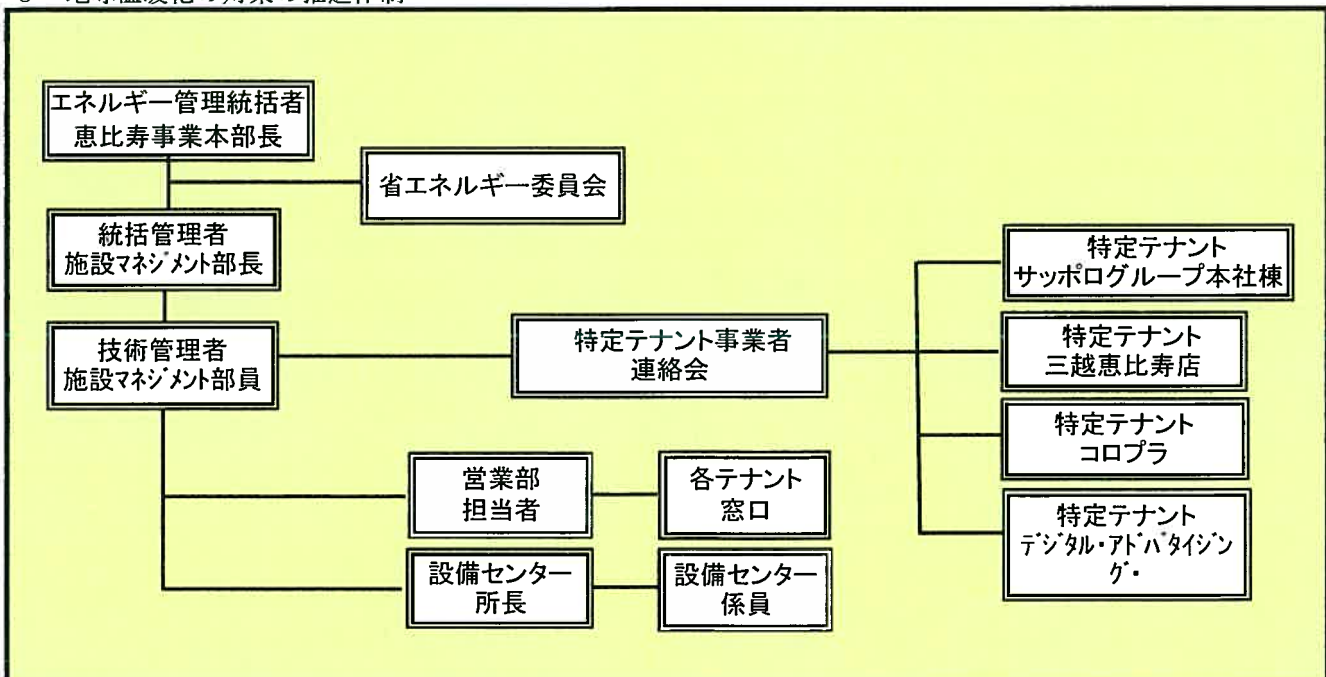 エネルギー管理統括者
恵比寿事業本部長
省エネルギー委員会
統括管理者
施設マネジメント部長
技術管理者
施設マネジメント部員
特定テナント事業者
連絡会
特定テナント
サッポログループ本社棟
特定テナント
三越恵比寿店
特定テナント
コロプラ
特定テナント
デジタル・アドバタイジン
グ・
営業部
担当者
各テナント
窓口
設備センター
所長
設備センター
係員